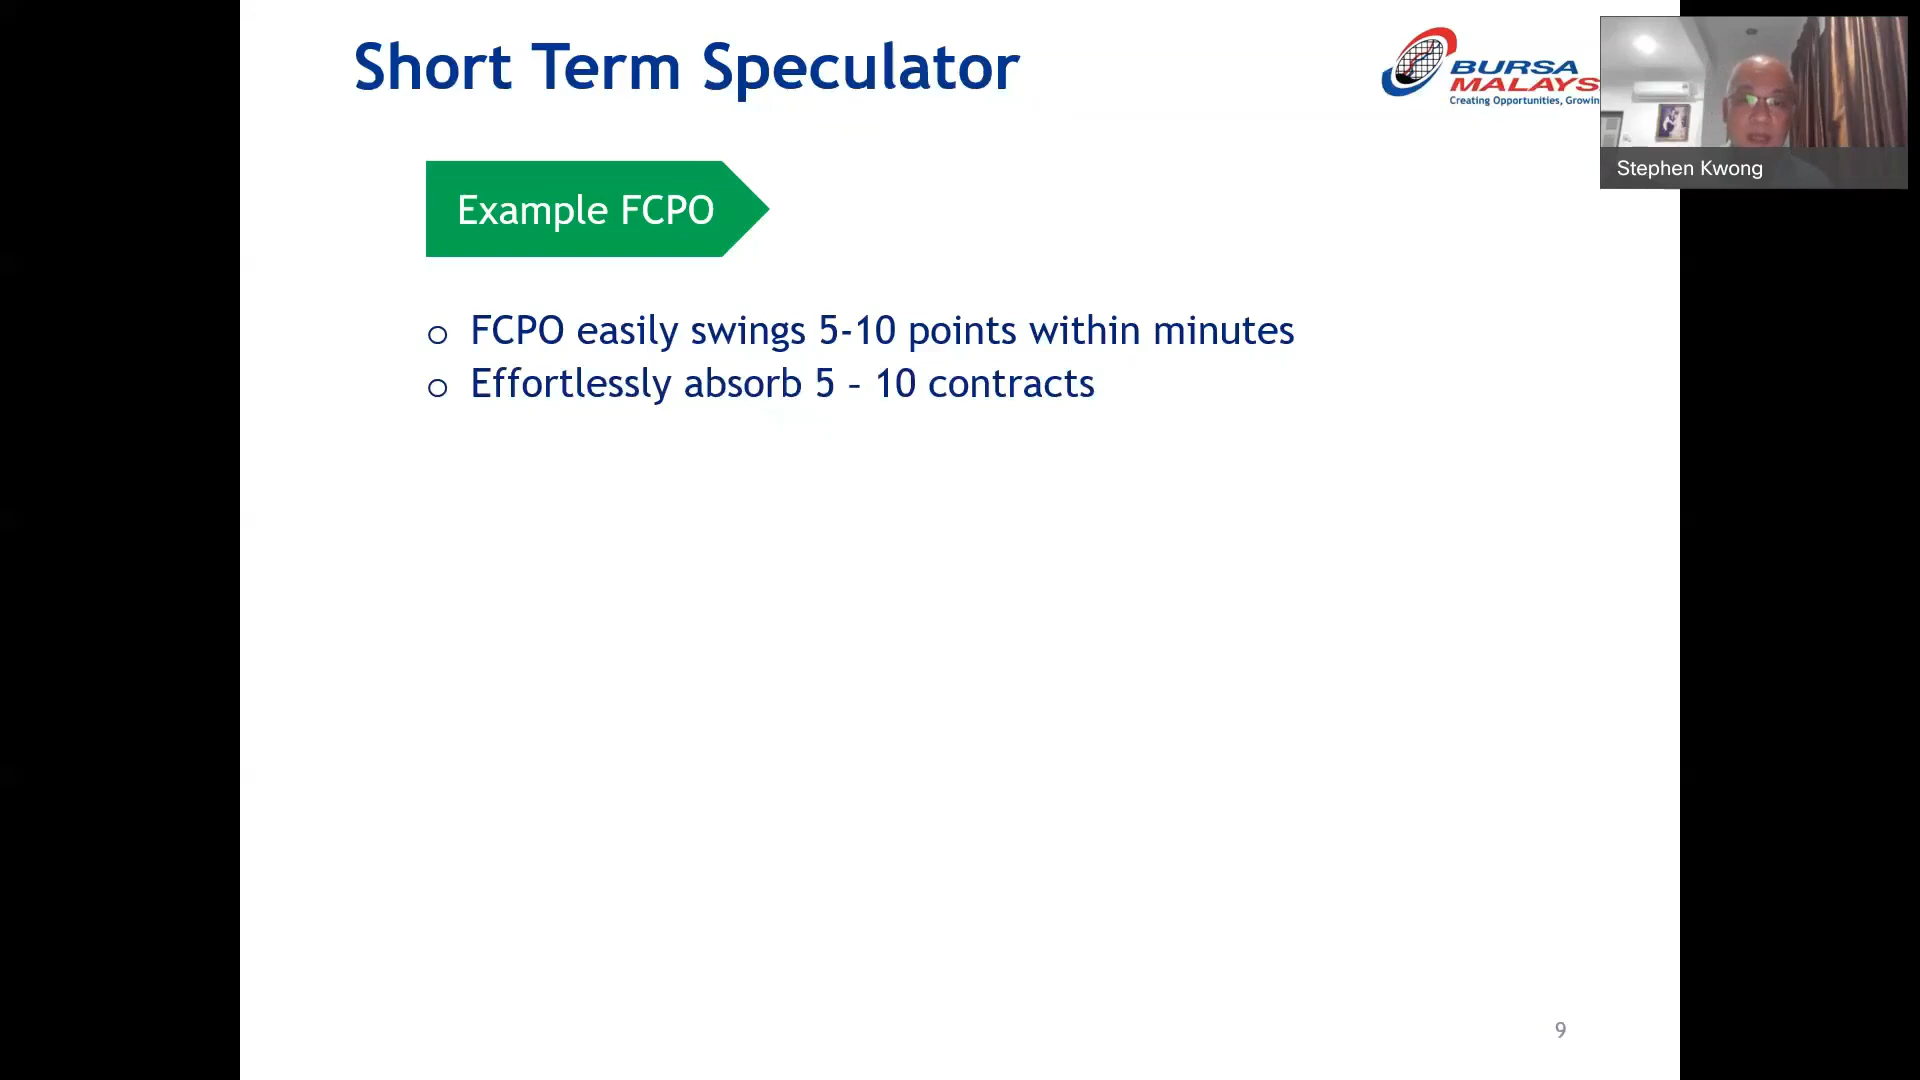 Short Term Speculator
BURSA
MALAYS
Creating Opportunities, Growin
Stephen Kwong
Example FCPO
o FCPO easily swings 5-10 points within minutes
o Effortlessly absorb 5 – 10 contracts
9